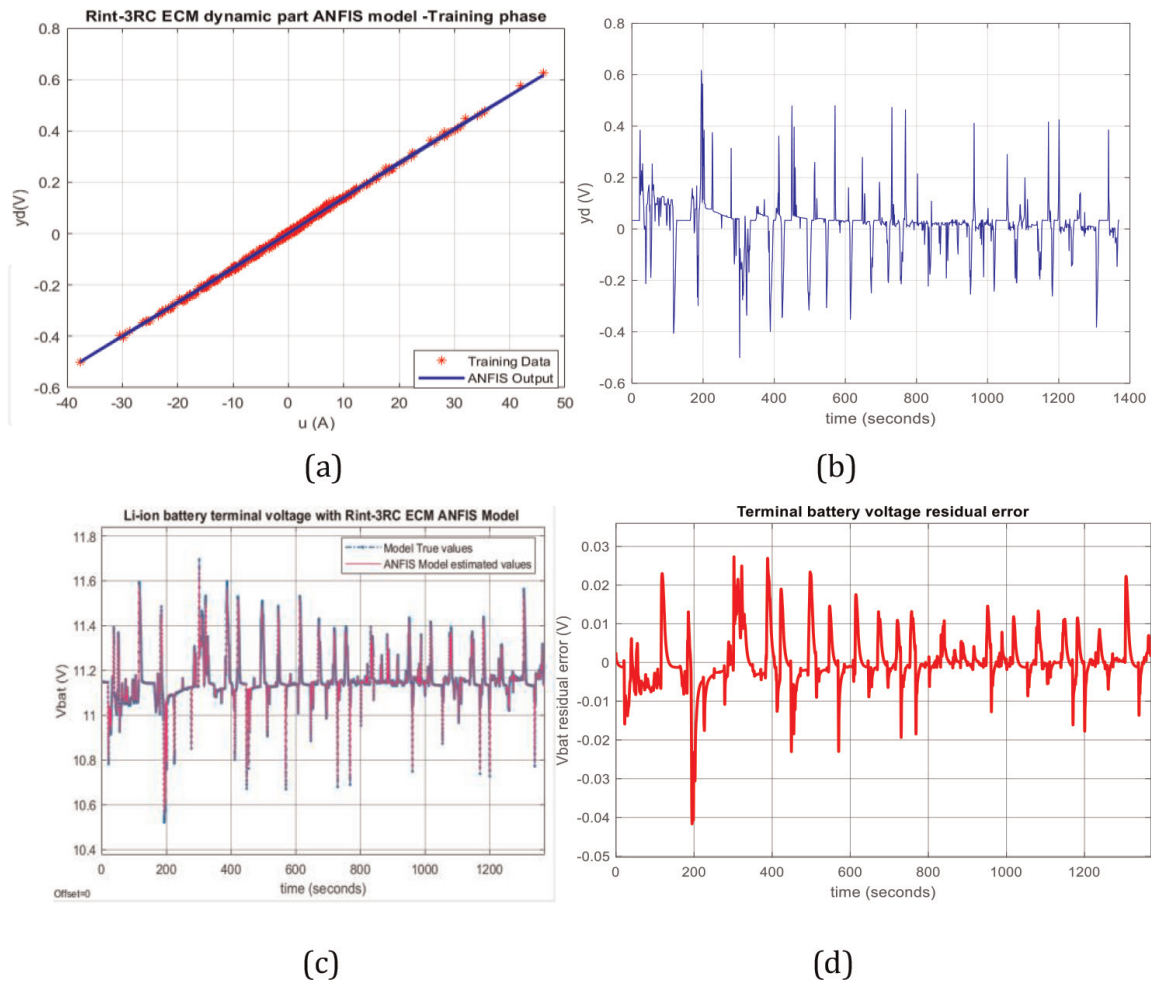 Rint-3RC ECM dynamic part ANFIS model -Training phase
0.8
0.6
0.4
0.2
0
-0.2
-0.4
-0.6
yd(V)
-40 -30 -20 -10 0 10 20 30 40 50
u (A)
Training Data
ANFIS Output
(a)
0.8
0.6
0.4
0.2
0
-0.2
-0.4
-0.6
yd (V)
0 200 400 600 800 1000 1200 1400
time (seconds)
(b)
Li-ion battery terminal voltage with Rint-3RC ECM ANFIS Model
11.8
11.6
11.4
11.2
11
10.8
10.6
10.4
Vbat (V)
Model True values
ANFIS Model estimated values
0 200 400 600 800 1000 1200
time (seconds)
Offset=0
(c)
Terminal battery voltage residual error
0.03
0.02
0.01
0
-0.01
-0.02
-0.03
-0.04
-0.05
Vbat residual error (V)
0 200 400 600 800 1000 1200
time (seconds)
(d)